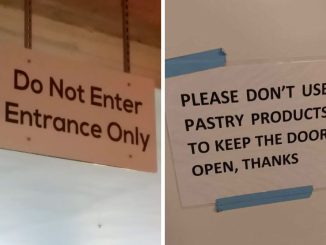 Do Not Enter
Entrance Only
PLEASE DON'T USE
PASTRY PRODUCTS
TO KEEP THE DOOR
OPEN, THANKS